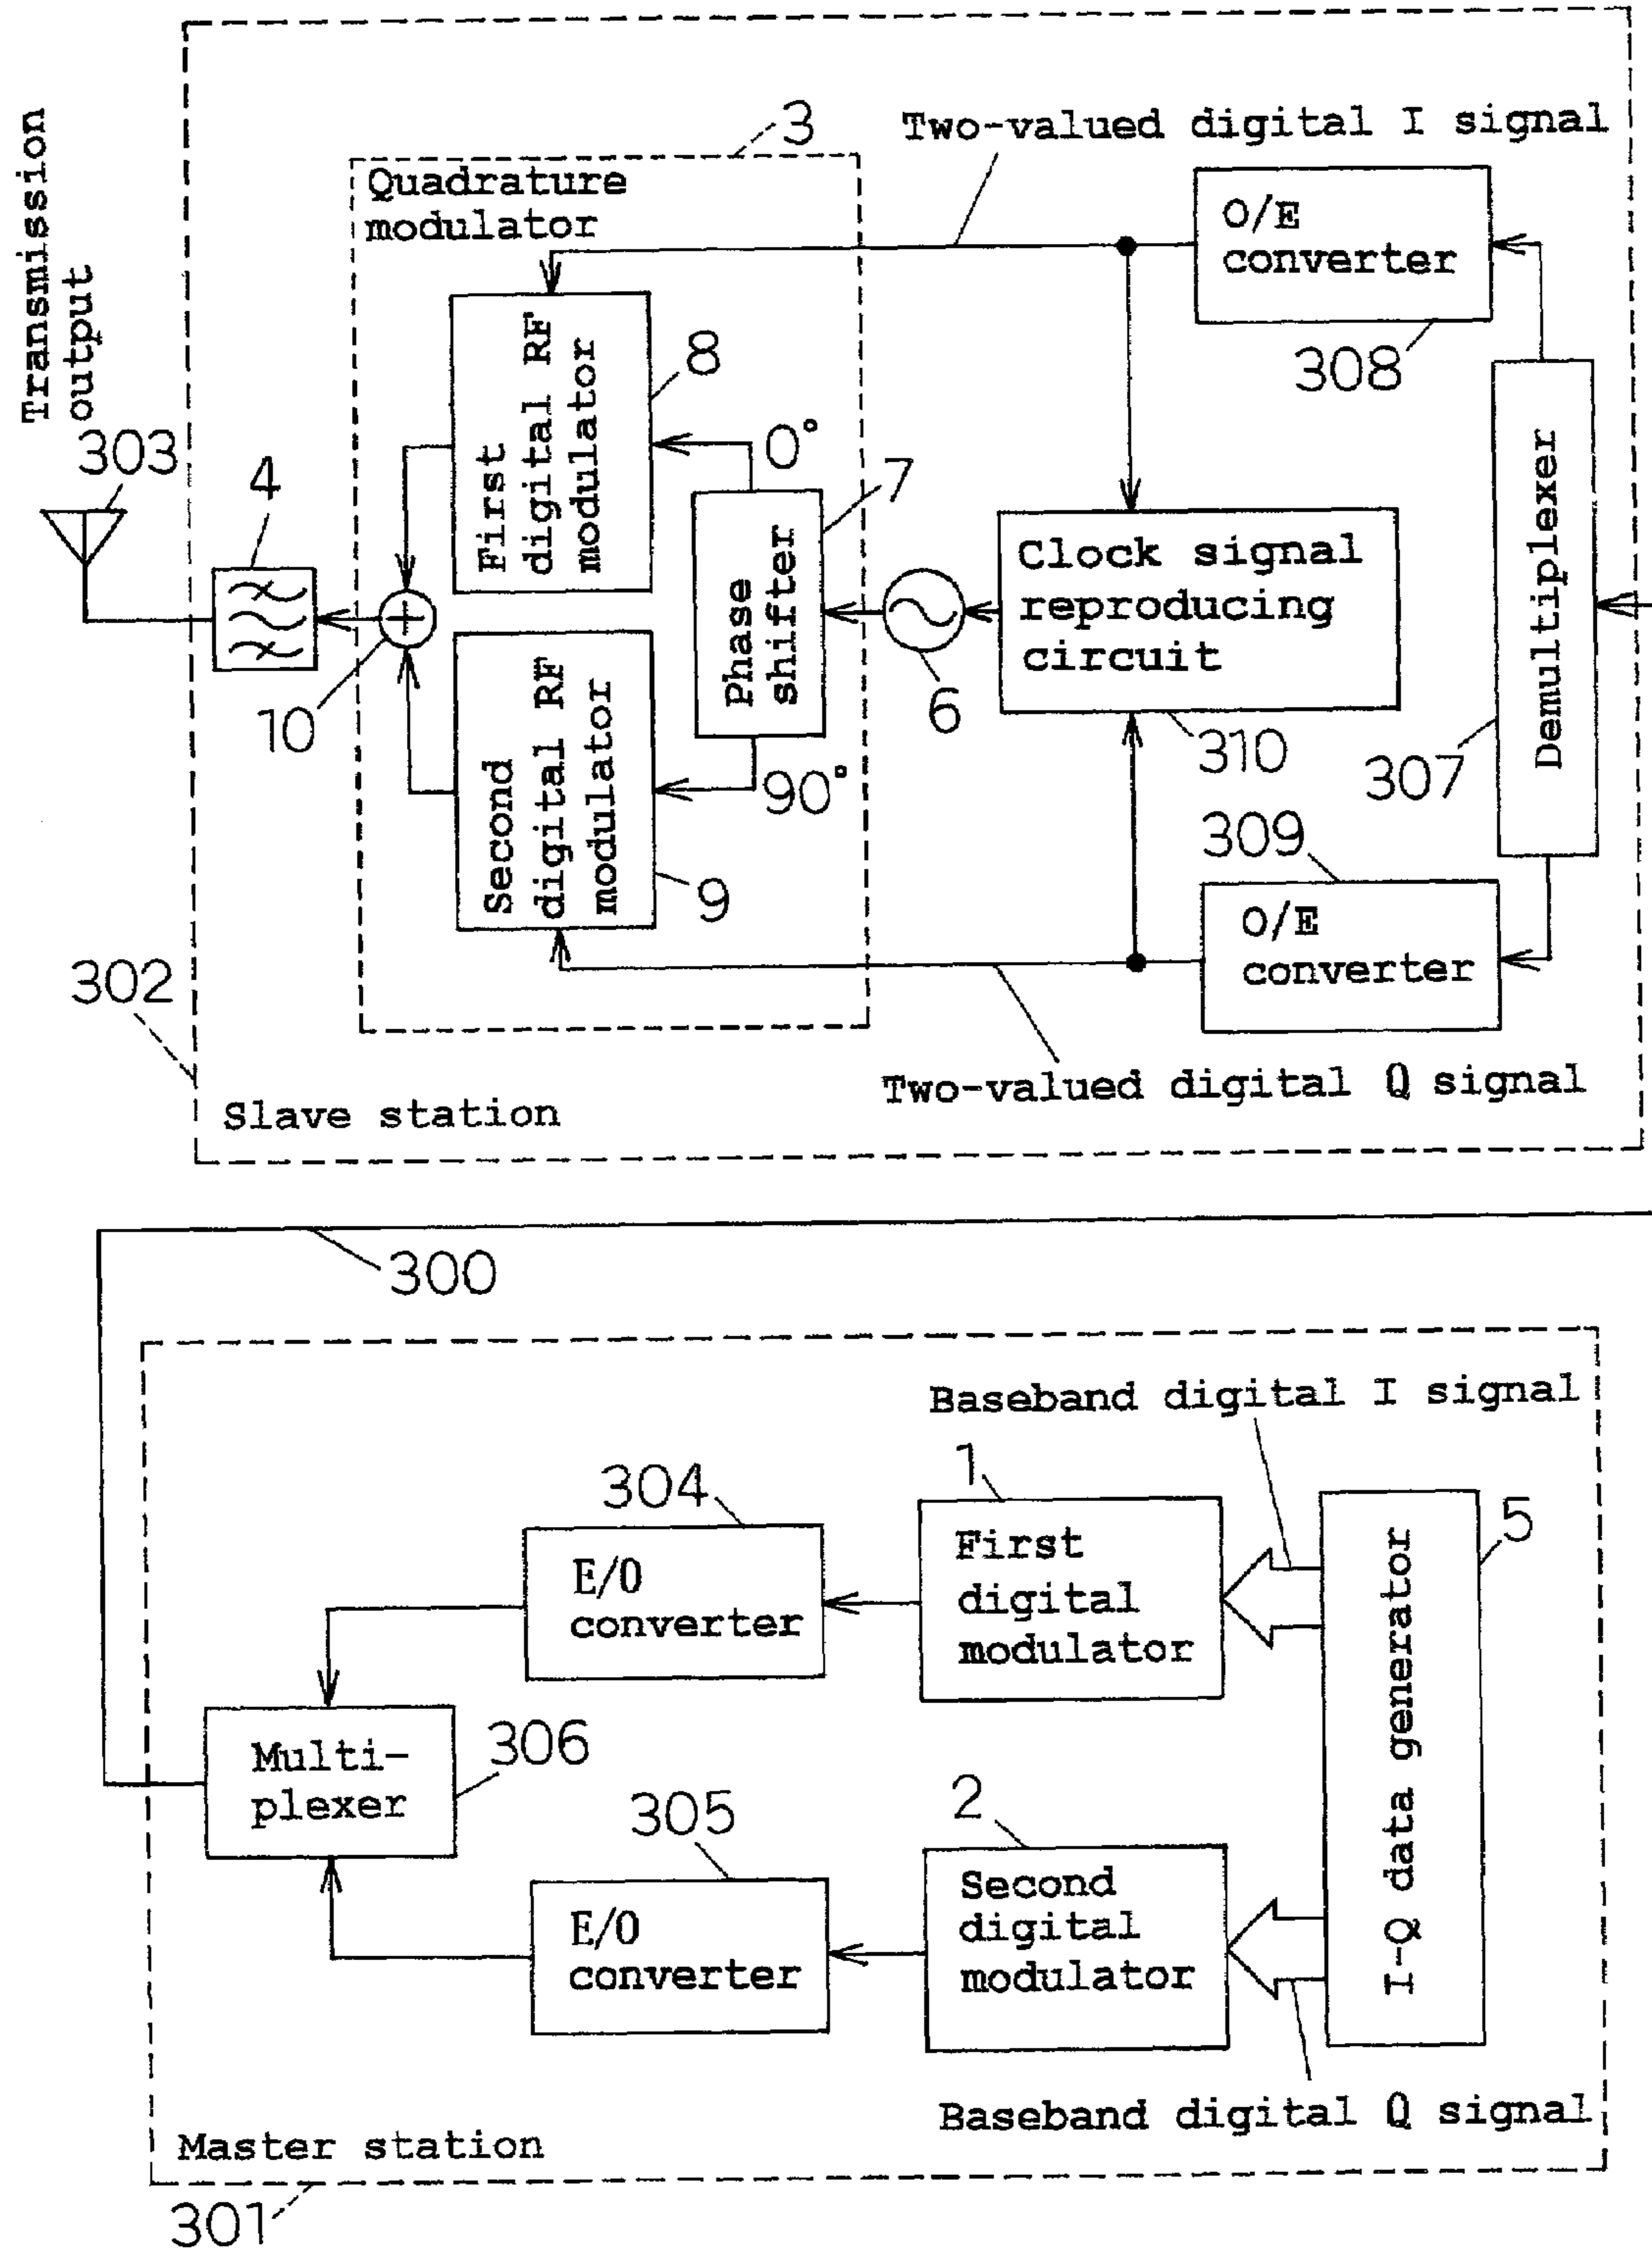 Transmission
output
303
4
3
Quadrature
modulator
Two-valued digital I signal
O/E
converter
308
First
digital RF
modulator
8
0°
7
Phase
shifter
Clock signal
reproducing
circuit
6
310
Demultiplexer
307
10
Second
digital RF
modulator
9
90°
309
O/E
converter
302
Two-valued digital Q signal
Slave station
300
Baseband digital I signal
304
E/O
converter
1
First
digital
modulator
5
I-Q data generator
Multi-
plexer
306
305
E/O
converter
2
Second
digital
modulator
Baseband digital Q signal
Master station
301